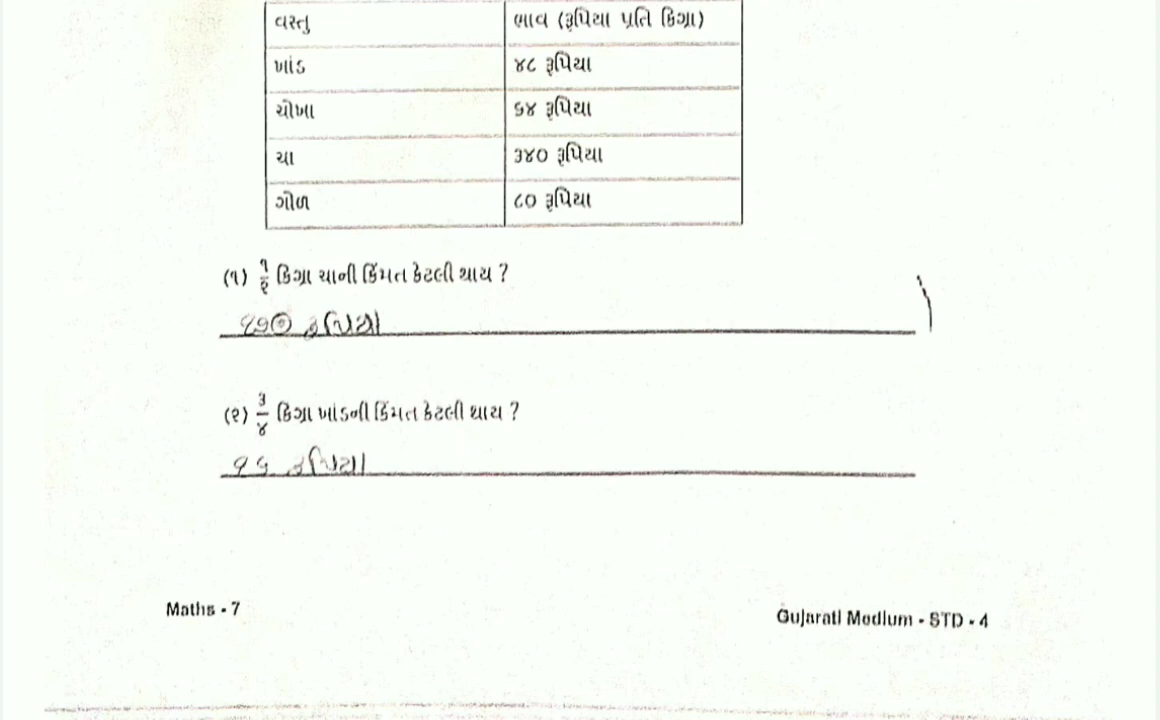 વસ્તુ ભાવ (રૂપિયા પ્રતિ કિગ્રા)
ખાંડ ૪૮ રૂપિયા
ચોખા ૬૪ રૂપિયા
ચા ૩૪૦ રૂપિયા
ગોળ ૮૦ રૂપિયા
(૧) ૧/૨ કિગ્રા ચાની કિંમત કેટલી થાય ?
૧૭૦ રૂપિયા
(૨) ૩/૪ કિગ્રા ખાંડની કિંમત કેટલી થાય ?
૧૬ રૂપિયા
Maths - 7
Gujarati Medium - STD - 4